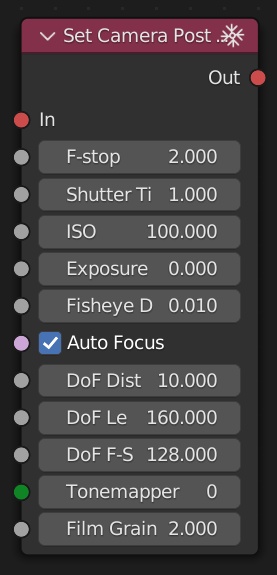 Set Camera Post ..
Out
In
F-stop 2.000
Shutter Ti 1.000
ISO 100.000
Exposure 0.000
Fisheye D 0.010
Auto Focus
DoF Dist 10.000
DoF Le 160.000
DoF F-S 128.000
Tonemapper 0
Film Grain 2.000